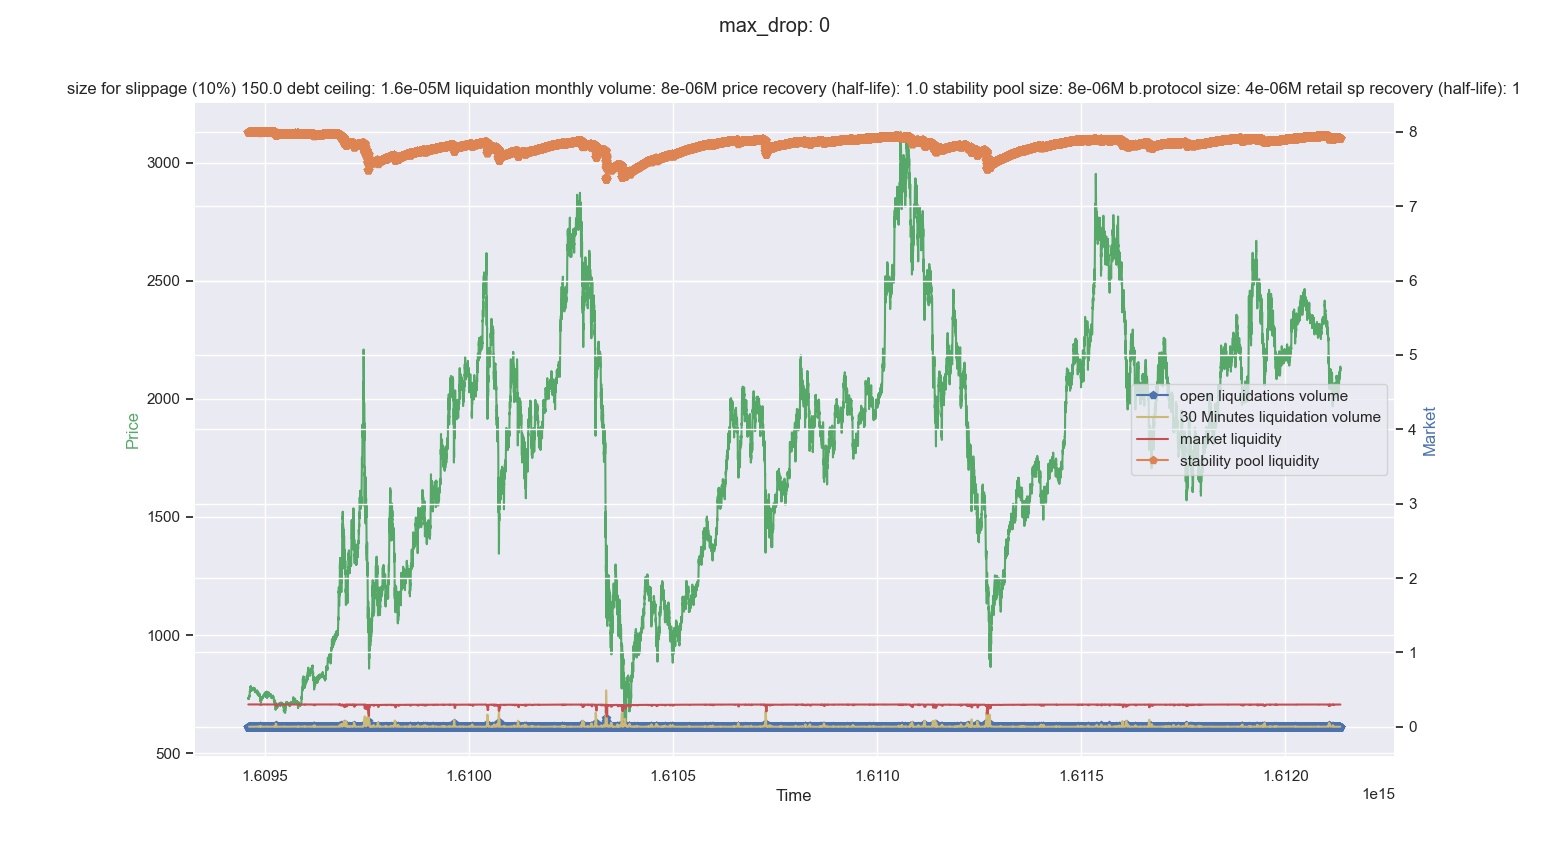 max_drop: 0
size for slippage (10%) 150.0 debt ceiling: 1.6e-05M liquidation monthly volume: 8e-06M price recovery (half-life): 1.0 stability pool size: 8e-06M b.protocol size: 4e-06M retail sp recovery (half-life): 1
3000
2500
2000
1500
1000
500
Price
8
7
6
5
4
3
2
1
0
Market
open liquidations volume
30 Minutes liquidation volume
market liquidity
stability pool liquidity
1.6095 1.6100 1.6105 1.6110 1.6115 1.6120
1e15
Time